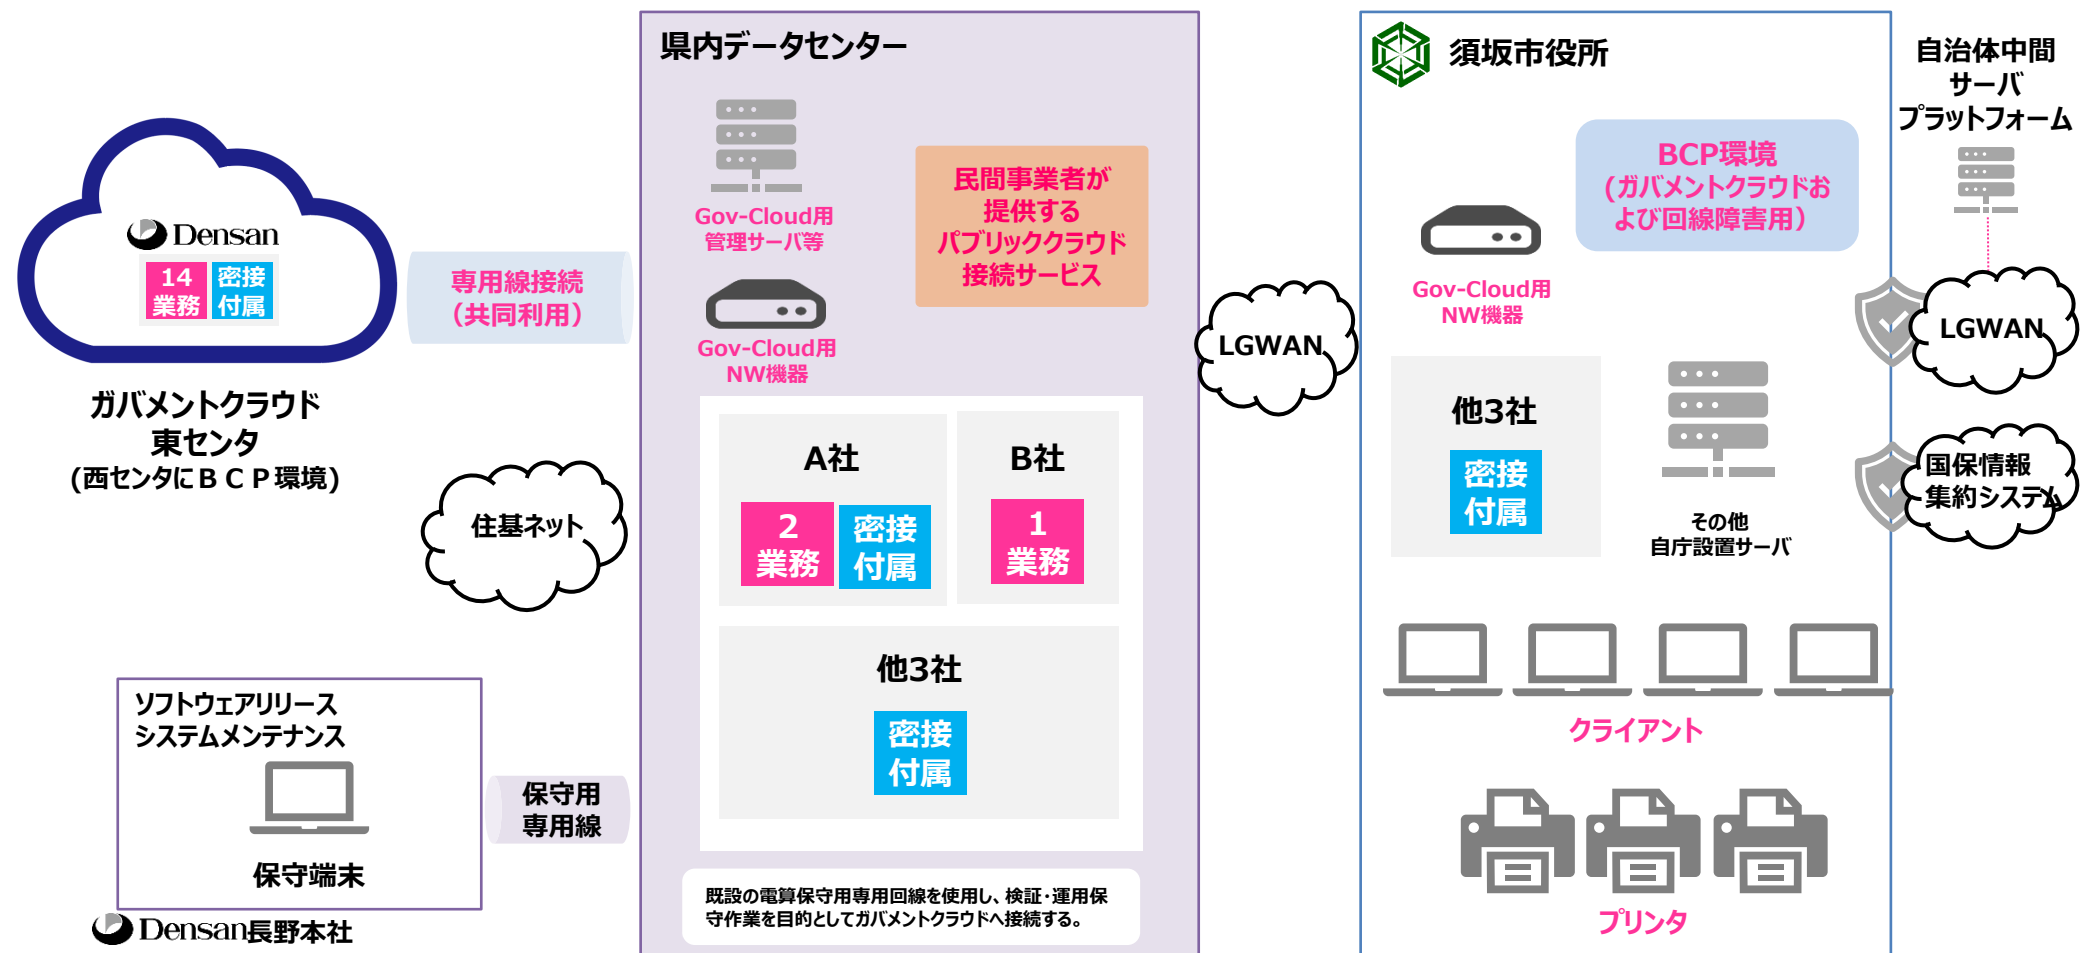 Densan
14
業務
密接
付属
ガバメントクラウド
東センタ
(西センタにＢＣＰ環境)
専用線接続
（共同利用）
住基ネット
ソフトウェアリリース
システムメンテナンス
保守端末
Densan長野本社
保守用
専用線
県内データセンター
Gov-Cloud用
管理サーバ等
Gov-Cloud用
NW機器
民間事業者が
提供する
パブリッククラウド
接続サービス
A社
2
業務
密接
付属
B社
1
業務
他3社
密接
付属
既設の電算保守用専用回線を使用し、検証・運用保
守作業を目的としてガバメントクラウドへ接続する。
LGWAN
須坂市役所
BCP環境
(ガバメントクラウドお
よび回線障害用）
Gov-Cloud用
NW機器
他3社
密接
付属
その他
自庁設置サーバ
クライアント
プリンタ
自治体中間
サーバ
プラットフォーム
LGWAN
国保情報
集約システム